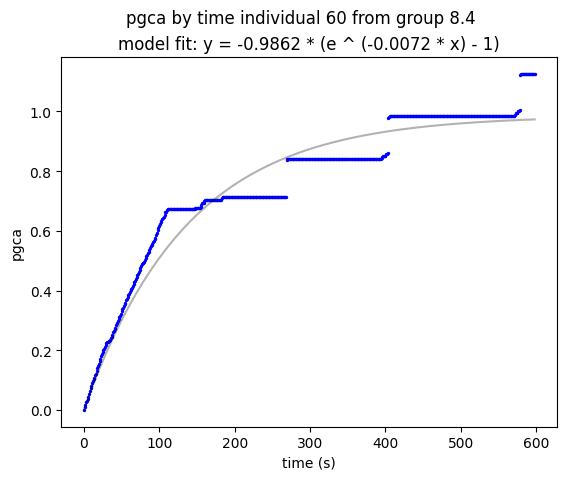 pgca by time individual 60 from group 8.4
model fit: y = -0.9862 * (e ^ (-0.0072 * x) - 1)
1.0
0.8
0.6
0.4
0.2
0.0
pgca
0 100 200 300 400 500 600
time (s)